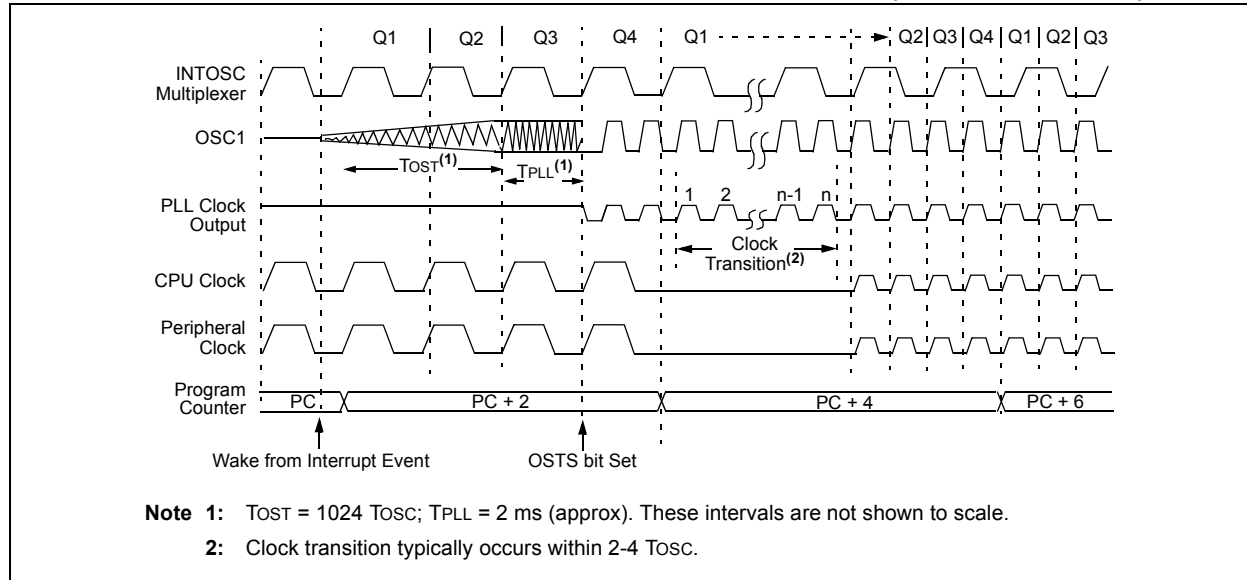 Q1 Q2 Q3 Q4 Q1 Q2 Q3 Q4 Q1 Q2 Q3
INTOSC
Multiplexer
OSC1
TOST(1)
TPLL(1)
1 2 n-1 n
PLL Clock
Output
Clock
Transition(2)
CPU Clock
Peripheral
Clock
Program
Counter
PC PC + 2 PC + 4 PC + 6
Wake from Interrupt Event OSTS bit Set
Note 1: TOST = 1024 TOSC; TPLL = 2 ms (approx). These intervals are not shown to scale.
2: Clock transition typically occurs within 2-4 TOSC.